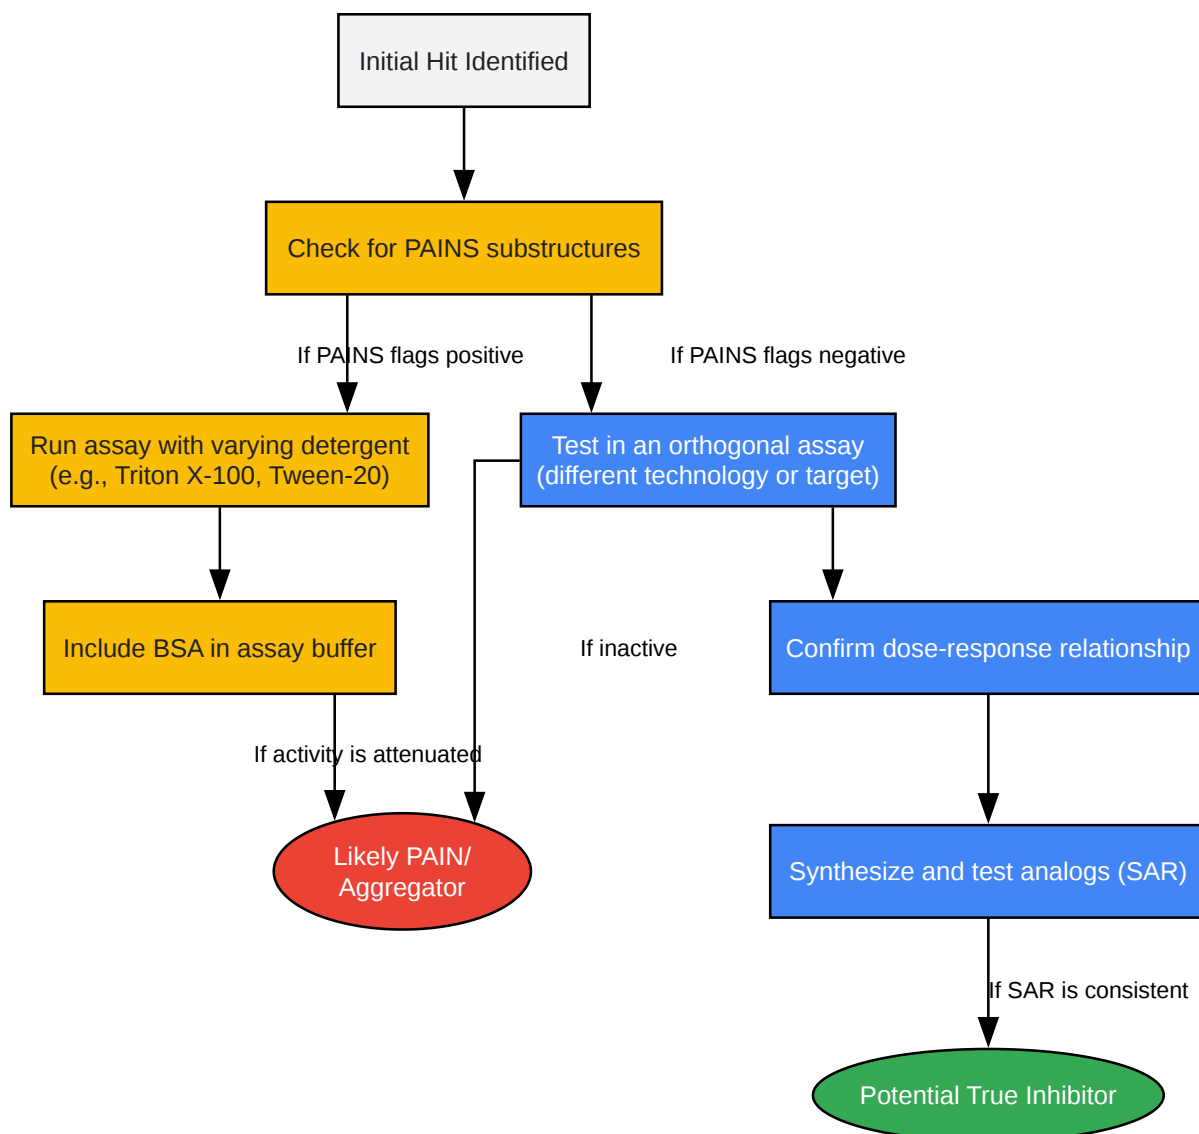 Initial Hit Identified
Check for PAINS substructures
If PAINS flags positive
If PAINS flags negative
Run assay with varying detergent
(e.g., Triton X-100, Tween-20)
Test in an orthogonal assay
(different technology or target)
Include BSA in assay buffer
If inactive
Confirm dose-response relationship
If activity is attenuated
Likely PAIN/
Aggregator
Synthesize and test analogs (SAR)
If SAR is consistent
Potential True Inhibitor